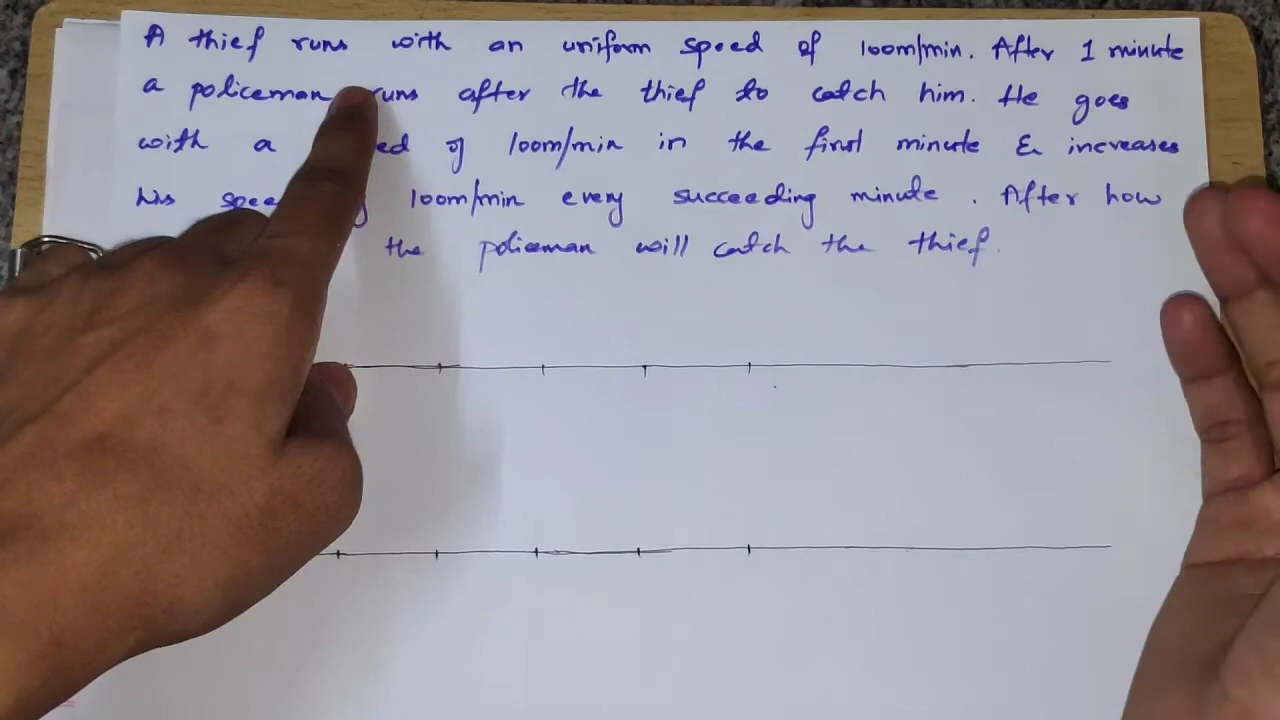 A thief runs with an uniform speed of 100m/min. After 1 minute
a policeman runs after the thief to catch him. He goes
with a of 100m/min in the first minute & increases
his 100m/min every succeeding minute. After how
the policeman will catch the thief.